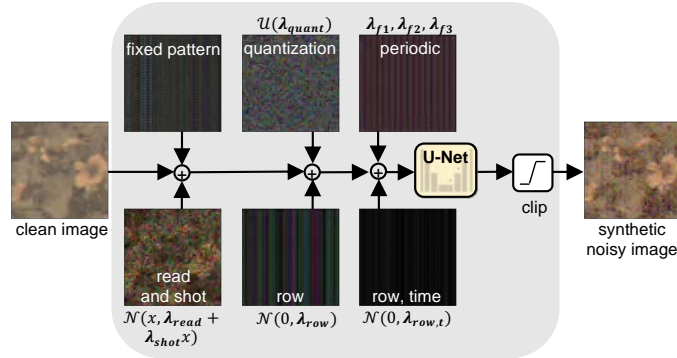 𝒰(λ_quant)
λ_f1, λ_f2, λ_f3
fixed pattern
quantization
periodic
U-Net
clean image
clip
synthetic
noisy image
read
and shot
row
row, time
𝒩(x, λ_read +
λ_shot x)
𝒩(0, λ_row)
𝒩(0, λ_row,t)